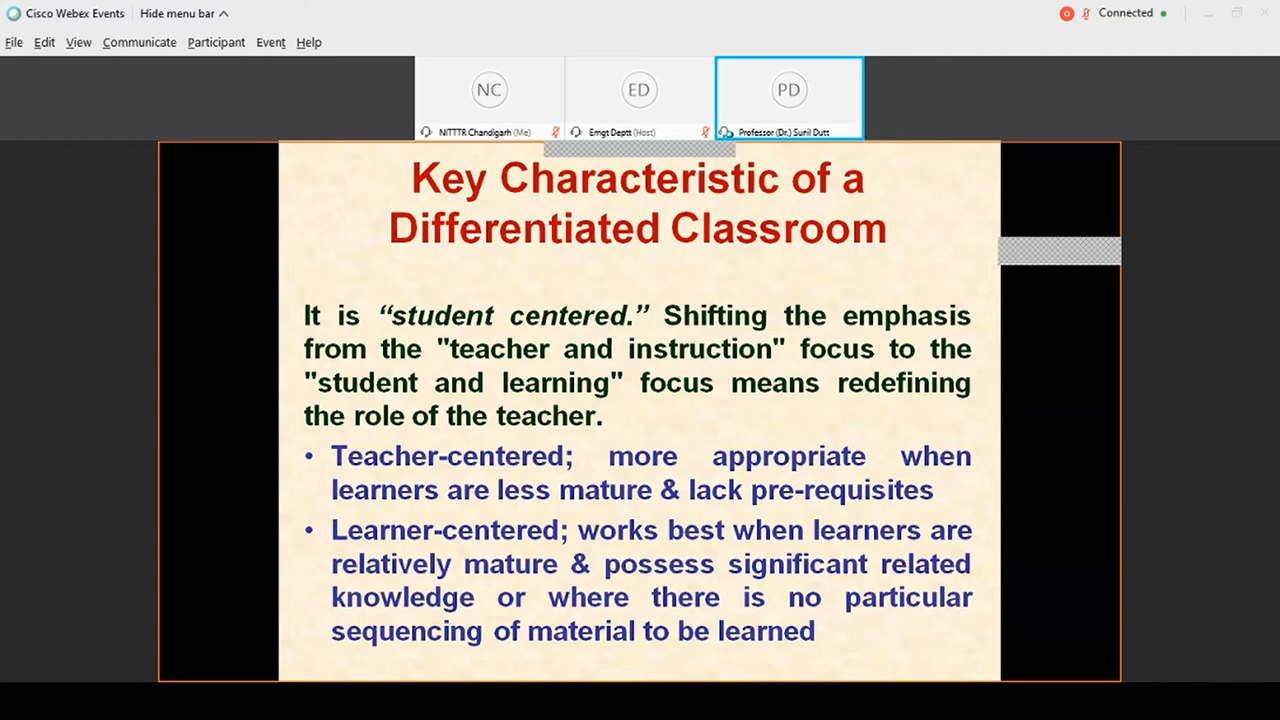 Cisco Webex Events Hide menu bar Connected
File Edit View Communicate Participant Event Help
NC ED PD
NITTTR Chandigarh (Me) Emgt Deptt (Host) Professor (Dr.) Sunil Dutt
Key Characteristic of a
Differentiated Classroom
It is “student centered.” Shifting the emphasis
from the "teacher and instruction" focus to the
"student and learning" focus means redefining
the role of the teacher.
• Teacher-centered; more appropriate when
learners are less mature & lack pre-requisites
• Learner-centered; works best when learners are
relatively mature & possess significant related
knowledge or where there is no particular
sequencing of material to be learned